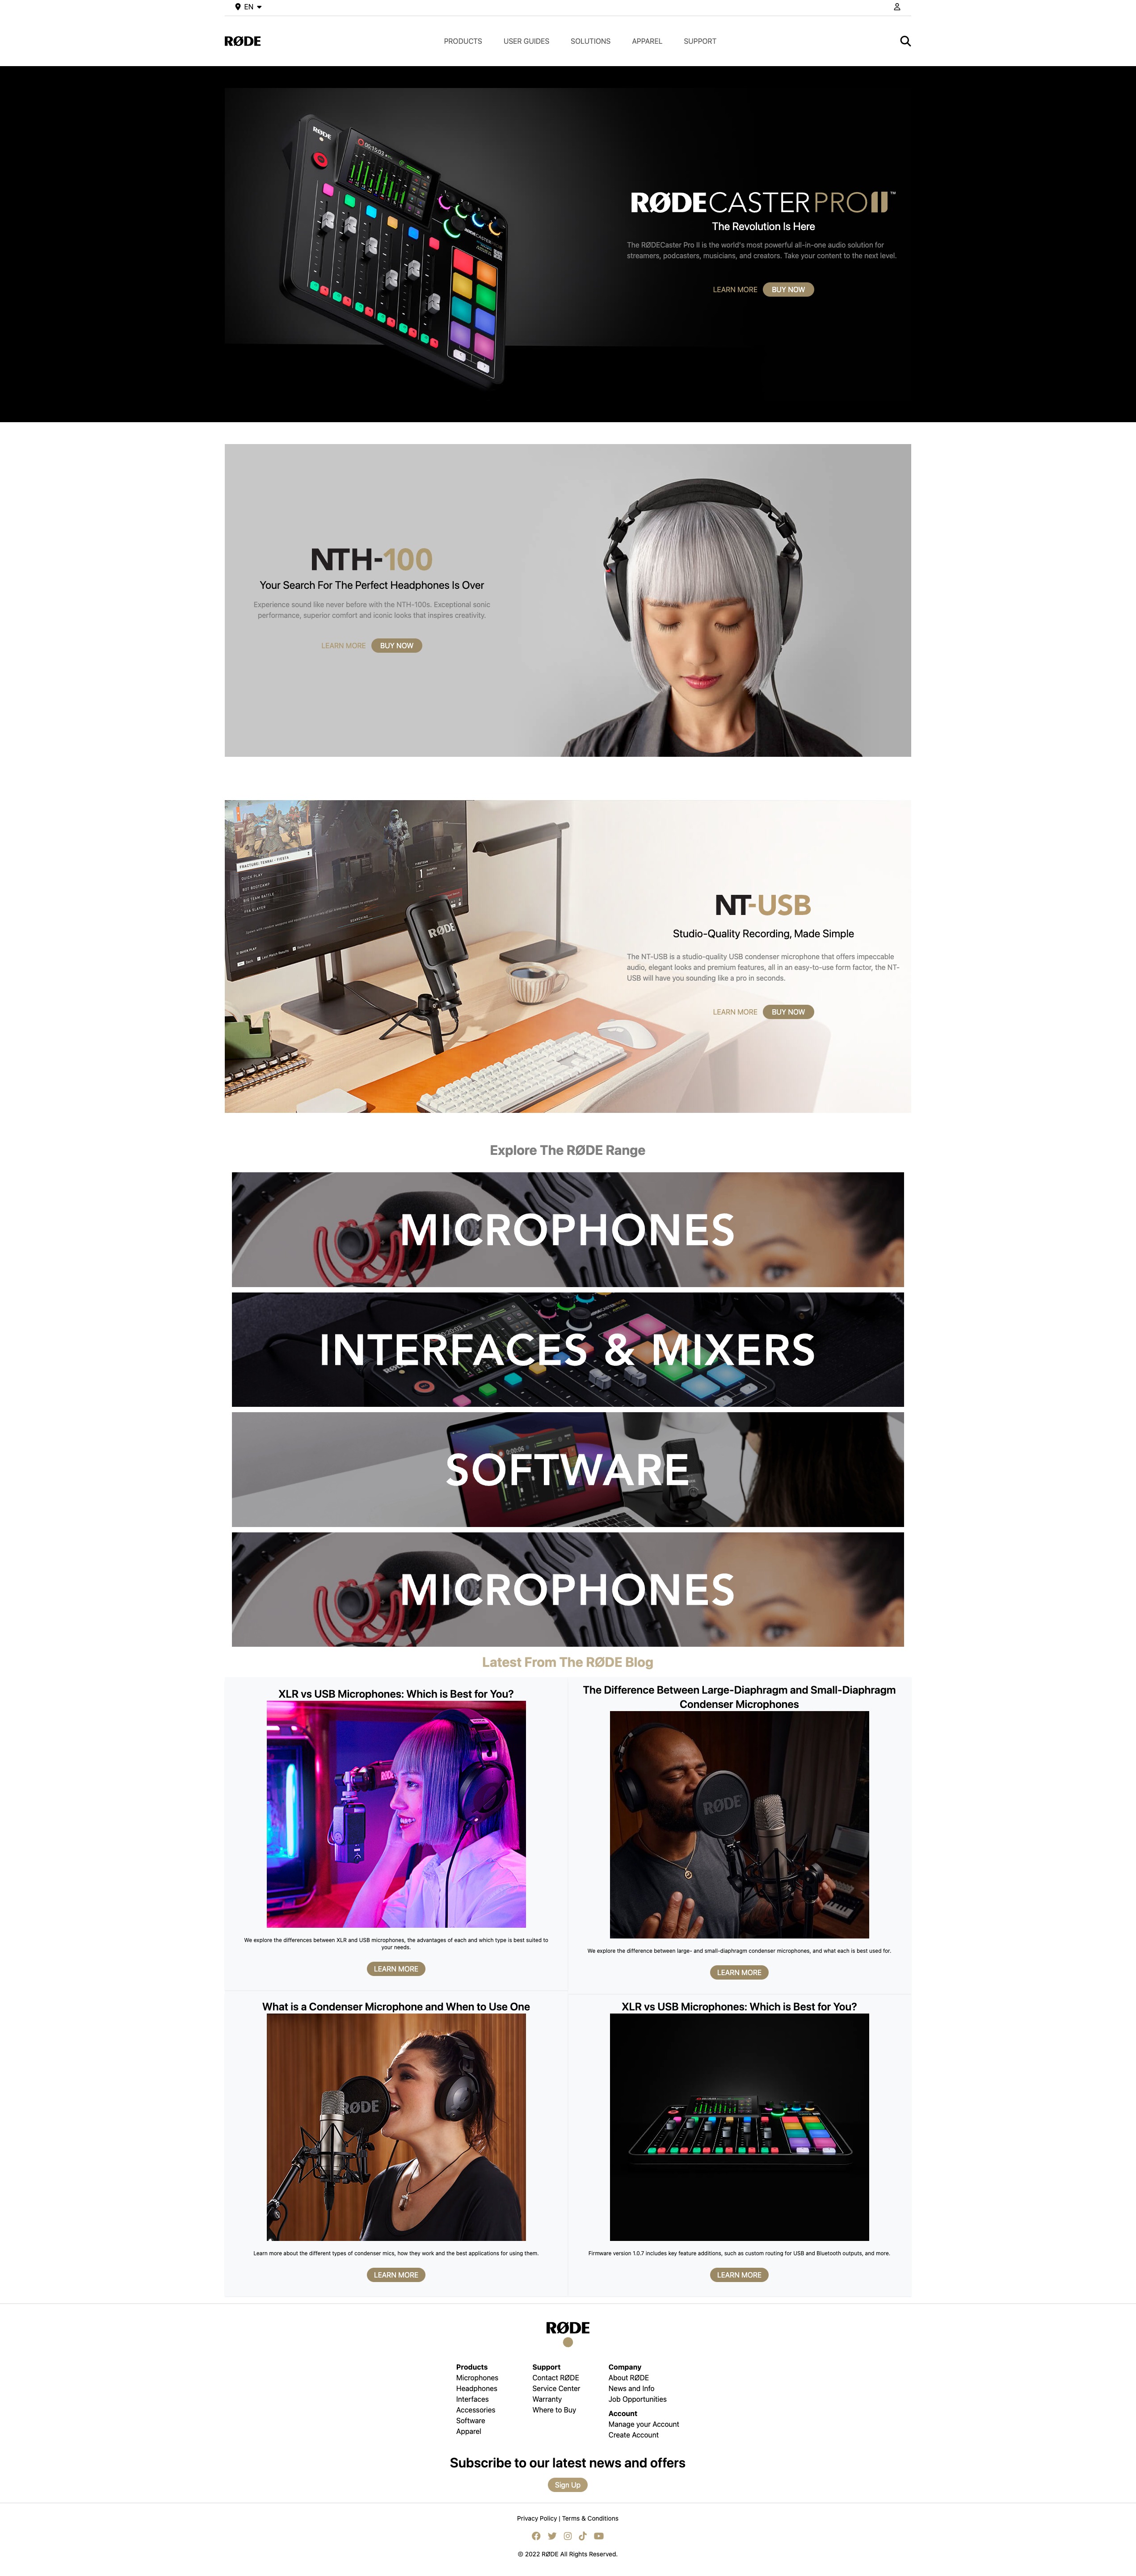 EN
RØDE
PRODUCTS
USER GUIDES
SOLUTIONS
APPAREL
SUPPORT
RØDE
RØDECASTER PRO II™
The Revolution Is Here
The RØDECaster Pro II is the world's most powerful all-in-one audio solution for
streamers, podcasters, musicians, and creators. Take your content to the next level.
LEARN MORE
BUY NOW
NTH-100
Your Search For The Perfect Headphones Is Over
Experience sound like never before with the NTH-100s. Exceptional sonic
performance, superior comfort and iconic looks that inspires creativity.
LEARN MORE
BUY NOW
RØDE
NT-USB
Studio-Quality Recording, Made Simple
The NT-USB is a studio-quality USB condenser microphone that offers impeccable
audio, elegant looks and premium features, all in an easy-to-use form factor, the NT-
USB will have you sounding like a pro in seconds.
LEARN MORE
BUY NOW
Explore The RØDE Range
MICROPHONES
INTERFACES & MIXERS
SOFTWARE
MICROPHONES
Latest From The RØDE Blog
XLR vs USB Microphones: Which is Best for You?
RØDE
We explore the differences between XLR and USB microphones, the advantages of each and which type is best suited to
your needs.
LEARN MORE
The Difference Between Large-Diaphragm and Small-Diaphragm
Condenser Microphones
RØDE
We explore the difference between large- and small-diaphragm condenser microphones, and what each is best used for.
LEARN MORE
What is a Condenser Microphone and When to Use One
RØDE
Learn more about the different types of condenser mics, how they work and the best applications for using them.
LEARN MORE
XLR vs USB Microphones: Which is Best for You?
Firmware version 1.0.7 includes key feature additions, such as custom routing for USB and Bluetooth outputs, and more.
LEARN MORE
RØDE
Products
Microphones
Headphones
Interfaces
Accessories
Software
Apparel
Support
Contact RØDE
Service Center
Warranty
Where to Buy
Company
About RØDE
News and Info
Job Opportunities
Account
Manage your Account
Create Account
Subscribe to our latest news and offers
Sign Up
Privacy Policy | Terms & Conditions
© 2022 RØDE All Rights Reserved.